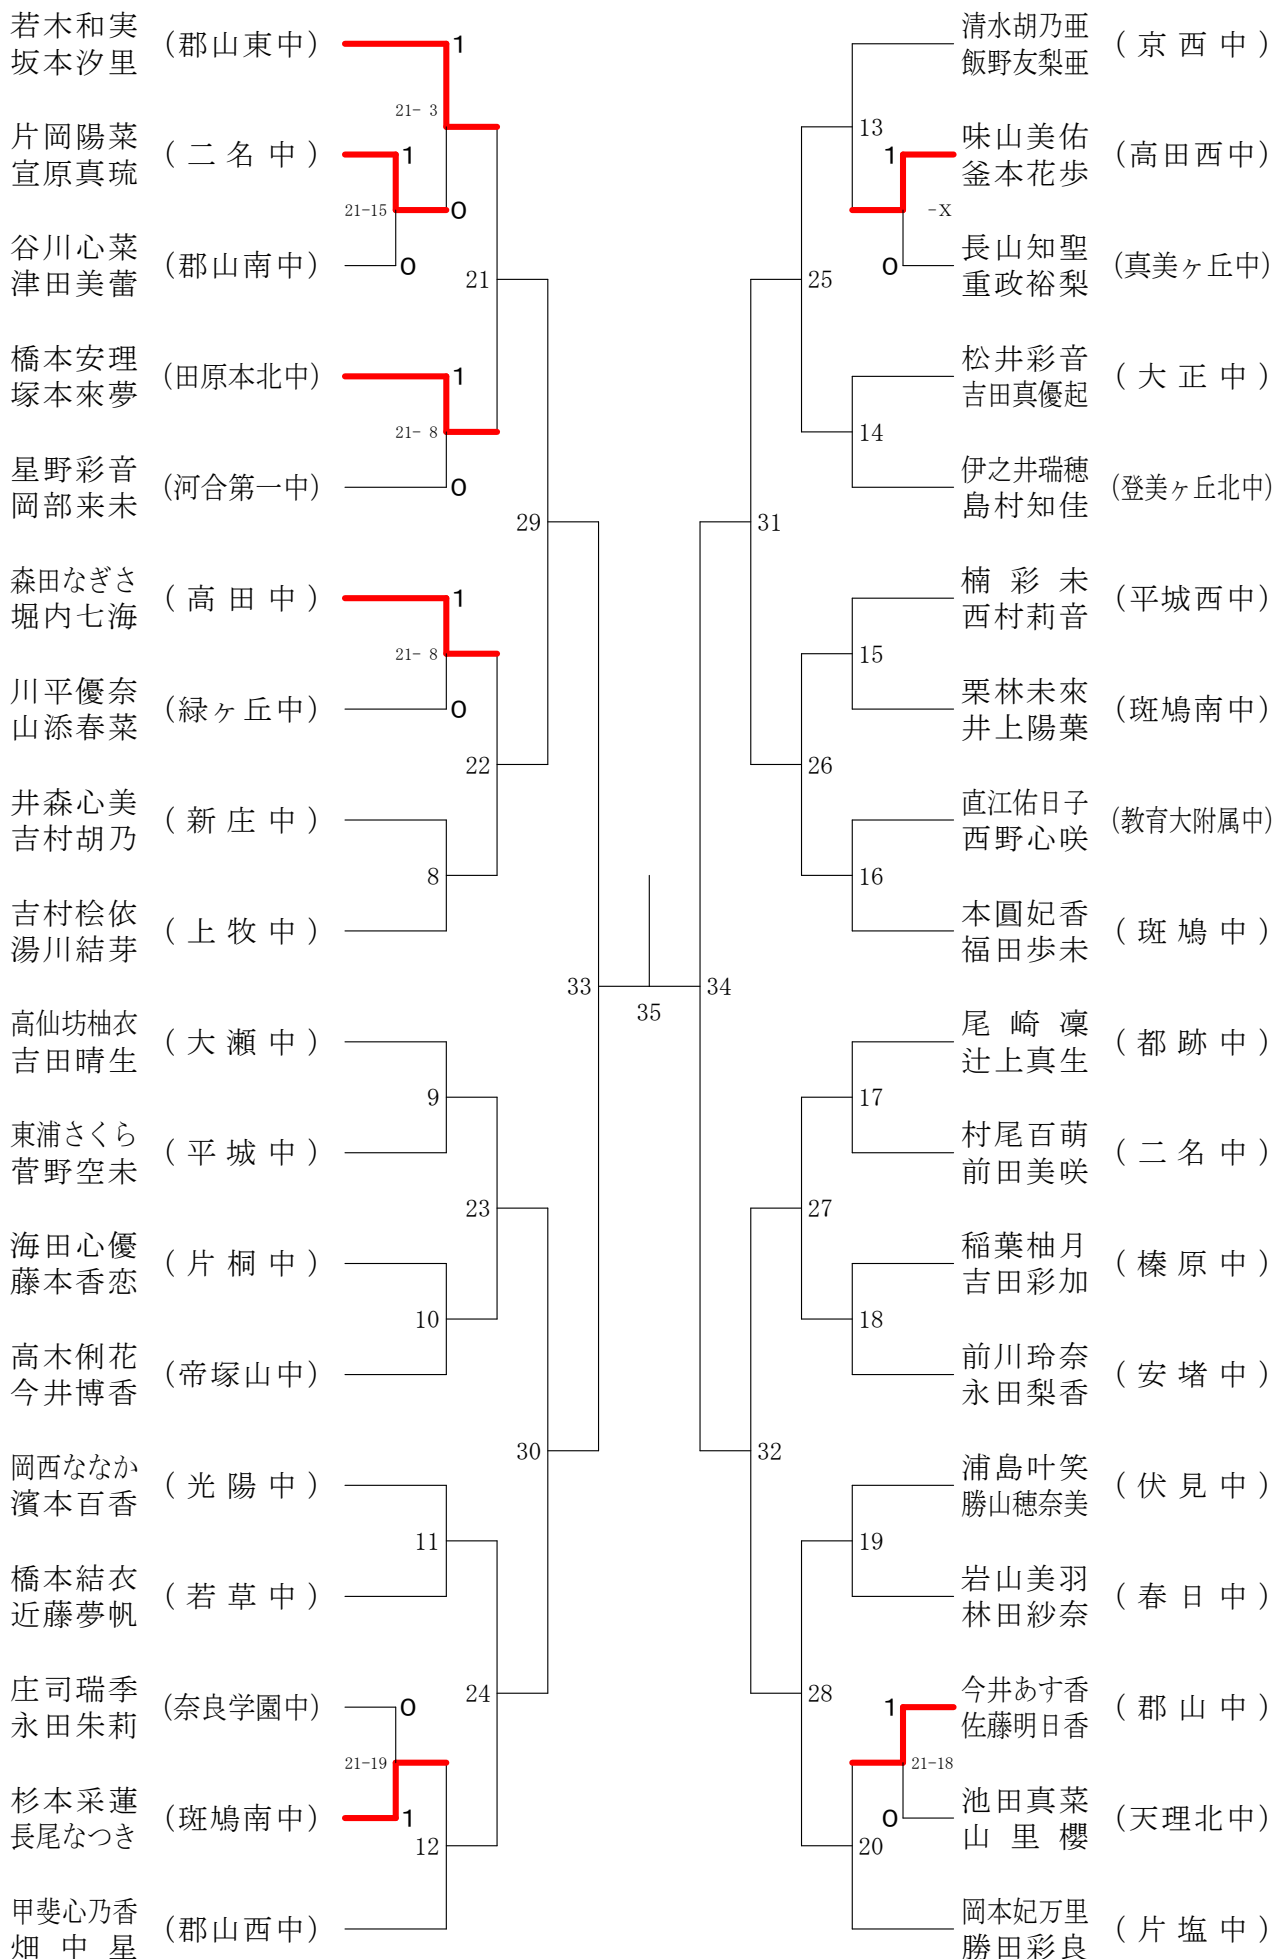 若木和実
坂本汐里
(郡山東中)
1
21- 3
片岡陽菜
宣原真琉
(二名中)
1
21-15
0
谷川心菜
津田美蕾
(郡山南中)
0
21
橋本安理
塚本來夢
(田原本北中)
1
21- 8
星野彩音
岡部来未
(河合第一中)
0
29
森田なぎさ
堀内七海
(高田中)
1
21- 8
川平優奈
山添春菜
(緑ヶ丘中)
0
22
井森心美
吉村胡乃
(新庄中)
8
吉村桧依
湯川結芽
(上牧中)
33
35
高仙坊柚衣
吉田晴生
(大瀬中)
9
東浦さくら
菅野空未
(平城中)
23
海田心優
藤本香恋
(片桐中)
10
高木俐花
今井博香
(帝塚山中)
30
岡西ななか
濱本百香
(光陽中)
11
橋本結衣
近藤夢帆
(若草中)
24
庄司瑞季
永田朱莉
(奈良学園中)
0
21-19
杉本采蓮
長尾なつき
(斑鳩南中)
1
12
甲斐心乃香
畑中星
(郡山西中)
清水胡乃亜
飯野友梨亜
(京西中)
13
味山美佑
釜本花歩
(高田西中)
1
-X
長山知聖
重政裕梨
(真美ヶ丘中)
0
25
松井彩音
吉田真優起
(大正中)
14
伊之井瑞穂
島村知佳
(登美ヶ丘北中)
31
楠彩未
西村莉音
(平城西中)
15
栗林未來
井上陽葉
(斑鳩南中)
26
直江佑日子
西野心咲
(教育大附属中)
16
本圓妃香
福田歩未
(斑鳩中)
34
尾崎凜
辻上真生
(都跡中)
17
村尾百萌
前田美咲
(二名中)
27
稲葉柚月
吉田彩加
(榛原中)
18
前川玲奈
永田梨香
(安堵中)
32
浦島叶笑
勝山穂奈美
(伏見中)
19
岩山美羽
林田紗奈
(春日中)
28
今井あす香
佐藤明日香
(郡山中)
1
21-18
池田真菜
山里櫻
(天理北中)
0
20
岡本妃万里
勝田彩良
(片塩中)